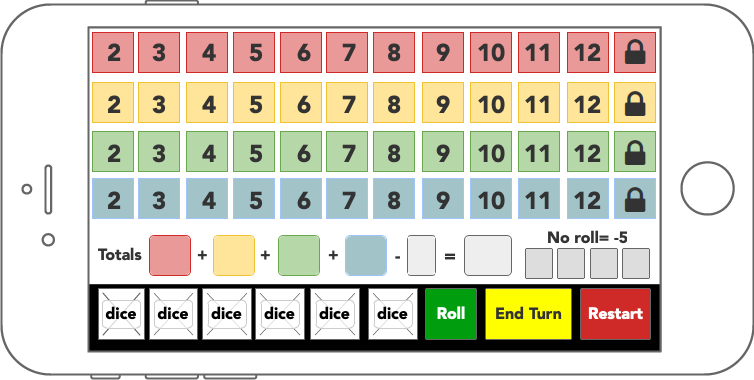 2 3 4 5 6 7 8 9 10 11 12
2 3 4 5 6 7 8 9 10 11 12
2 3 4 5 6 7 8 9 10 11 12
2 3 4 5 6 7 8 9 10 11 12
No roll= -5
Totals + + + - =
dice dice dice dice dice dice Roll End Turn Restart